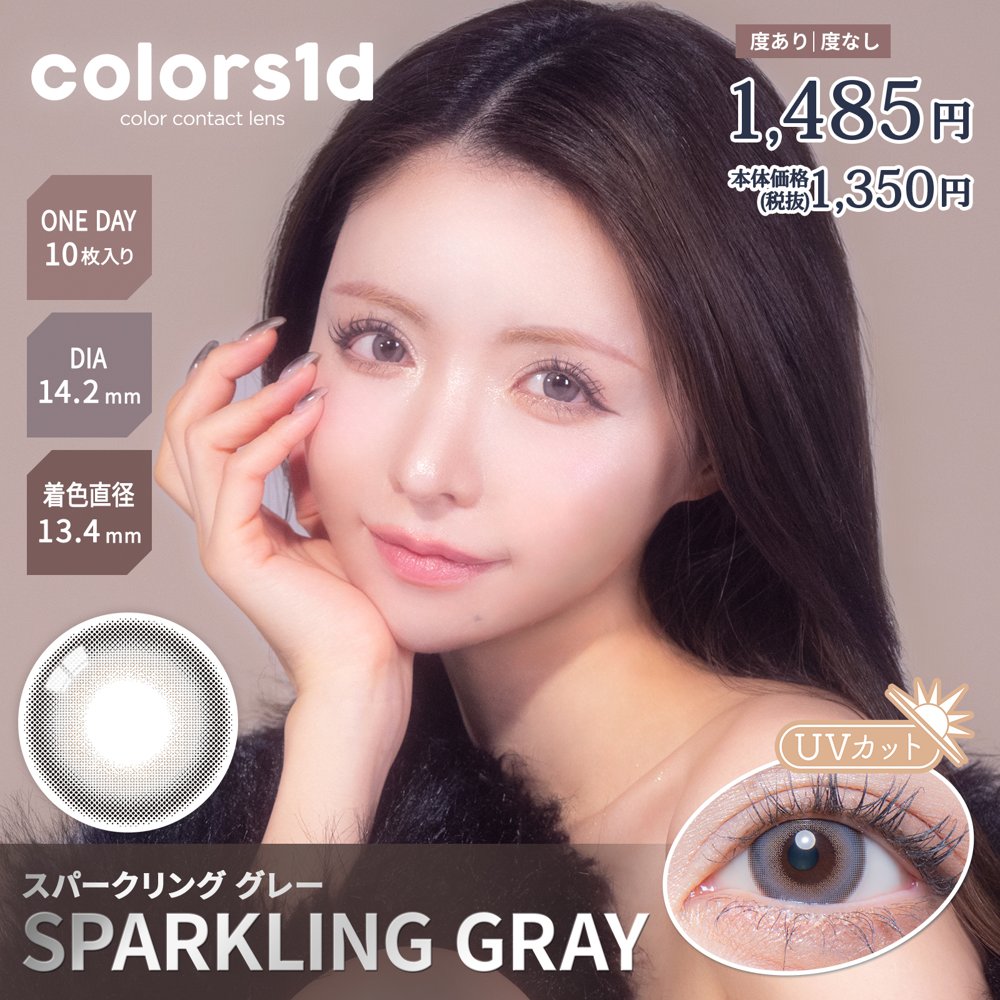 colors1d
color contact lens
度あり|度なし
1,485円
本体価格
(税抜)1,350円
ONE DAY
10枚入り
DIA
14.2mm
着色直径
13.4mm
UVカット
スパークリング グレー
SPARKLING GRAY